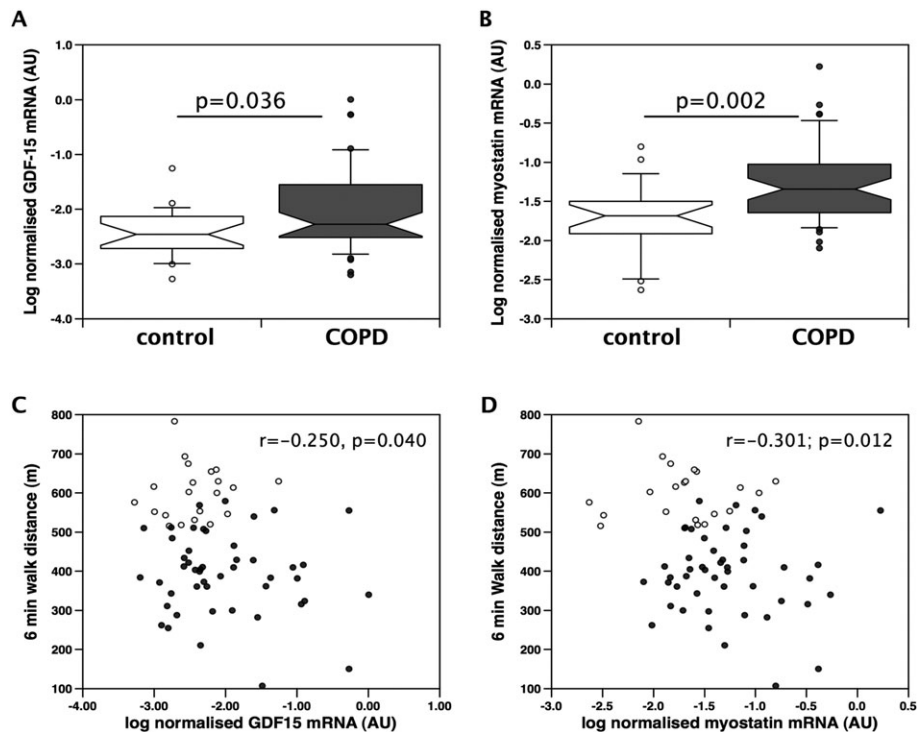 A
Log normalised GDF-15 mRNA (AU)
1.0
0.0
-1.0
-2.0
-3.0
-4.0
p=0.036
control
COPD
B
Log normalised myostatin mRNA (AU)
0.5
0.0
-0.5
-1.0
-1.5
-2.0
-2.5
-3.0
p=0.002
control
COPD
C
6 min Walk distance (m)
800
700
600
500
400
300
200
100
r=-0.250, p=0.040
-4.00
-3.00
-2.00
-1.00
0.00
1.00
log normalised GDF15 mRNA (AU)
D
6 min Walk distance (m)
800
700
600
500
400
300
200
100
r=-0.301; p=0.012
-3.0
-2.5
-2.0
-1.5
-1.0
-0.5
0.0
0.5
log normalised myostatin mRNA (AU)